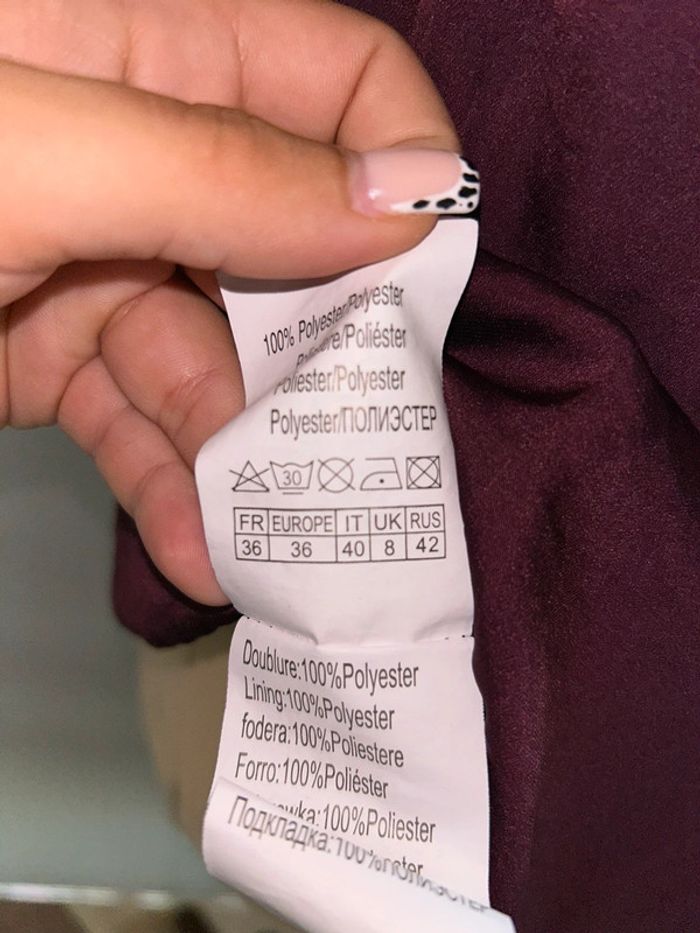 100% Polyester/Polyester
/Poliéster
Poliester/Polyester
Polyester/ПОЛИЭСТЕР
30
FR EUROPE IT UK RUS
36 36 40 8 42
Doublure:100%Polyester
Lining:100%Polyester
fodera:100%Poliestere
Forro:100%Poliéster
:100%Poliester
Подкладка:100%